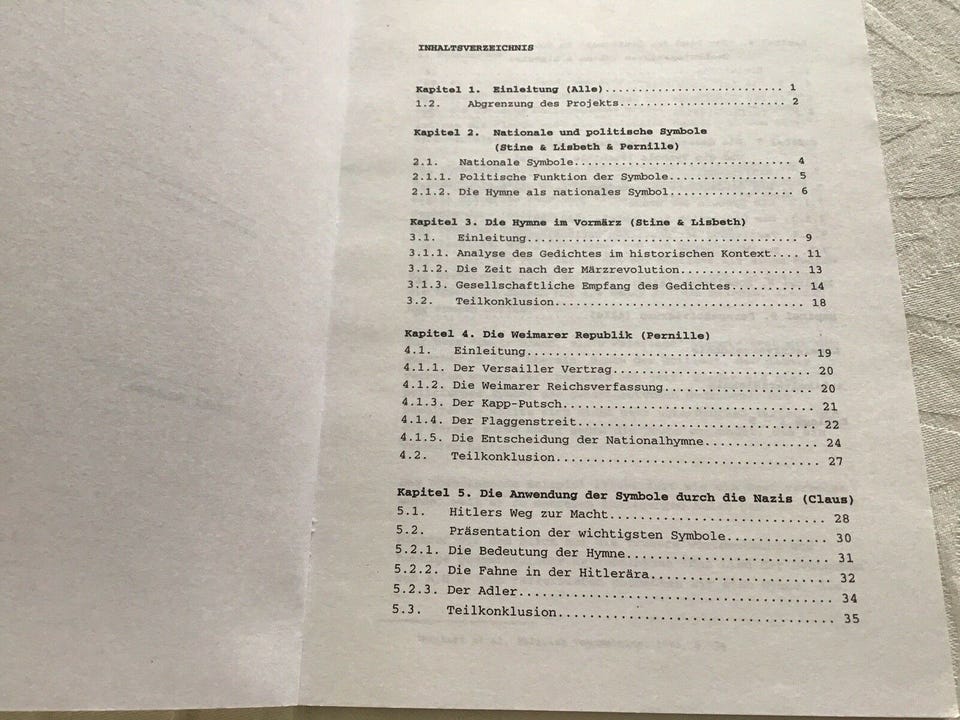 INHALTSVERZEICHNIS
Kapitel 1. Einleitung (Alle)........................... 1
1.2. Abgrenzung des Projekts......................... 2
Kapitel 2. Nationale und politische Symbole
(Stine & Lisbeth & Pernille)
2.1. Nationale Symbole................................. 4
2.1.1. Politische Funktion der Symbole................... 5
2.1.2. Die Hymne als nationales Symbol................... 6
Kapitel 3. Die Hymne im Vormärz (Stine & Lisbeth)
3.1. Einleitung........................................ 9
3.1.1. Analyse des Gedichtes im historischen Kontext.... 11
3.1.2. Die Zeit nach der Märzrevolution.................. 13
3.1.3. Gesellschaftliche Empfang des Gedichtes........... 14
3.2. Teilkonklusion.................................... 18
Kapitel 4. Die Weimarer Republik (Pernille)
4.1. Einleitung........................................ 19
4.1.1. Der Versailler Vertrag............................ 20
4.1.2. Die Weimarer Reichsverfassung..................... 20
4.1.3. Der Kapp-Putsch................................... 21
4.1.4. Der Flaggenstreit................................. 22
4.1.5. Die Entscheidung der Nationalhymne................ 24
4.2. Teilkonklusion.................................... 27
Kapitel 5. Die Anwendung der Symbole durch die Nazis (Claus)
5.1. Hitlers Weg zur Macht............................. 28
5.2. Präsentation der wichtigsten Symbole............. 30
5.2.1. Die Bedeutung der Hymne........................... 31
5.2.2. Die Fahne in der Hitlerära........................ 32
5.2.3. Der Adler......................................... 34
5.3. Teilkonklusion.................................... 35